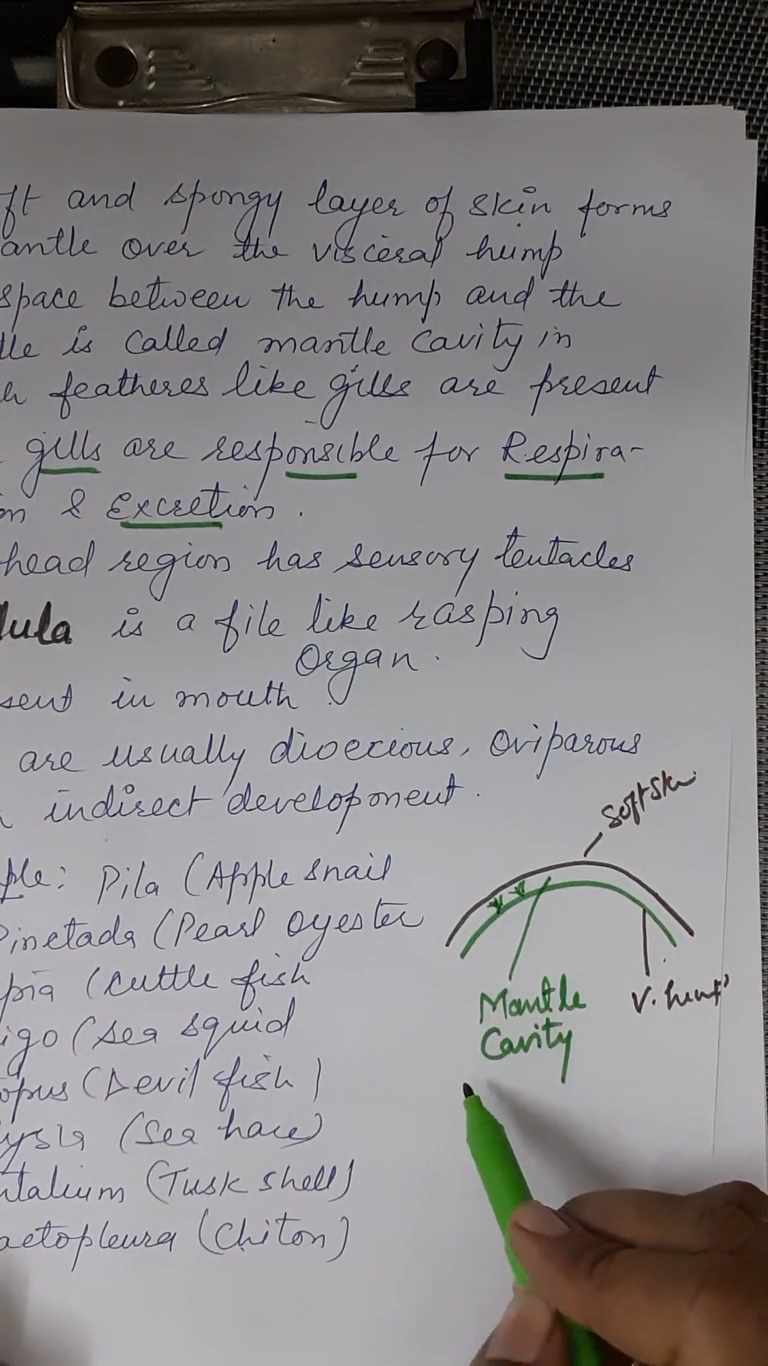 ft and spongy layer of skin forms
antle over the visceral hump
space between the hump and the
tle is called mantle cavity in
h featheres like gills are present
gills are responsible for Respira-
on & Excretion.
head region has sensory tentacles
dula is a file like rasping
Organ.
sent in mouth
are usually dioecious, Oviparous
h indirect development.
ple: Pila (Apple snail
Pinctada (Pearl Oyester
pia (Cuttle fish
igo (Sea squid
opus (Devil fish)
ysia (Sea hare)
ntalium (Tusk shell)
aetopleura (Chiton)
Soft Skin
Mantle
Cavity
V. hump